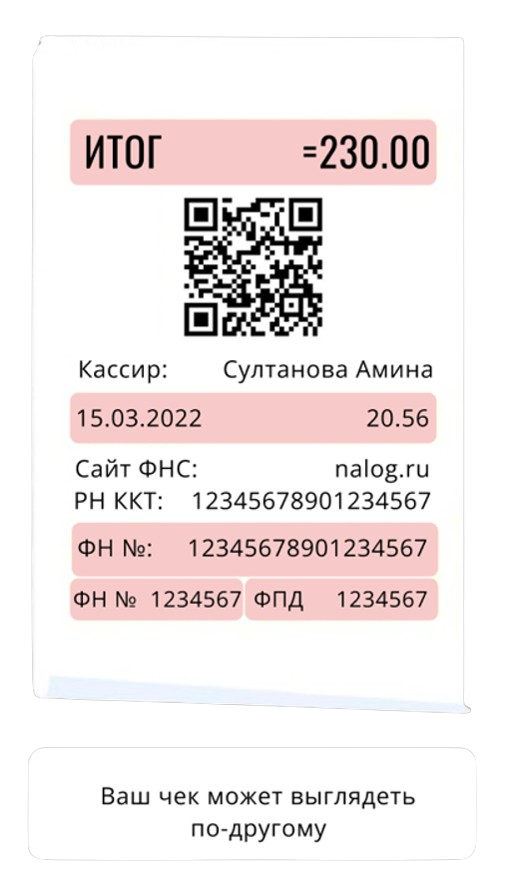 ИТОГ =230.00
Кассир: Султанова Амина
15.03.2022 20.56
Сайт ФНС: nalog.ru
РН ККТ: 12345678901234567
ФН №: 12345678901234567
ФН № 1234567 ФПД 1234567
Ваш чек может выглядеть
по-другому